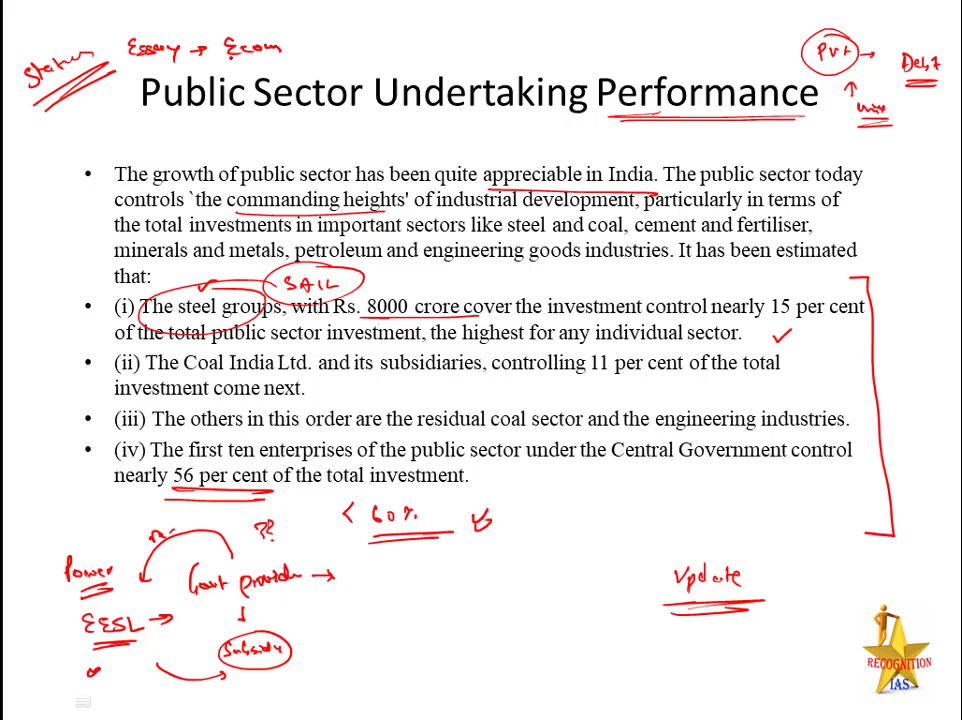 Status
Essay → Econ
Pvt →
Debt
Public Sector Undertaking Performance
• The growth of public sector has been quite appreciable in India. The public sector today
controls `the commanding heights' of industrial development, particularly in terms of
the total investments in important sectors like steel and coal, cement and fertiliser,
minerals and metals, petroleum and engineering goods industries. It has been estimated
that:
SAIL
• (i) The steel groups, with Rs. 8000 crore cover the investment control nearly 15 per cent
of the total public sector investment, the highest for any individual sector.
• (ii) The Coal India Ltd. and its subsidiaries, controlling 11 per cent of the total
investment come next.
• (iii) The others in this order are the residual coal sector and the engineering industries.
• (iv) The first ten enterprises of the public sector under the Central Government control
nearly 56 per cent of the total investment.
< 60%
??
Power
Govt provides →
Update
EESL →
Subsidy
RECOGNITION
IAS